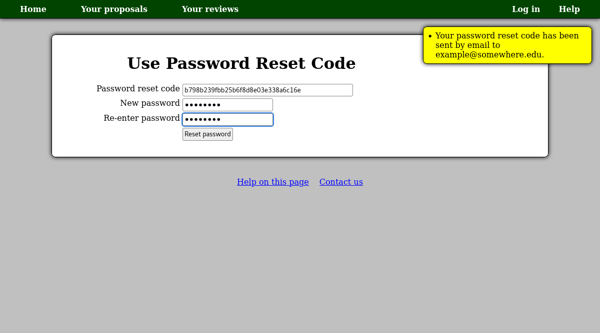 Home Your proposals Your reviews Log in Help
Your password reset code has been
sent by email to
example@somewhere.edu.
Use Password Reset Code
Password reset code b798b239fbb25b6f8d8e03e338a6c16e
New password ••••••••
Re-enter password ••••••••
Reset password
Help on this page Contact us